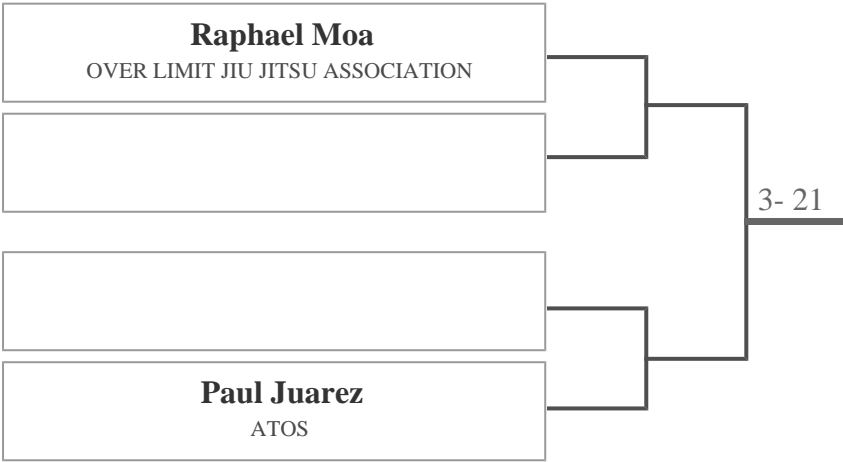 Raphael Moa
OVER LIMIT JIU JITSU ASSOCIATION
3- 21
Paul Juarez
ATOS